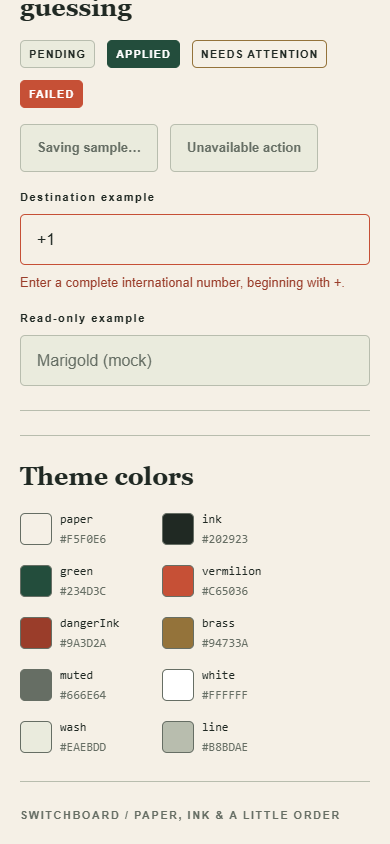 guessing
PENDING APPLIED NEEDS ATTENTION
FAILED
Saving sample… Unavailable action
Destination example
+1
Enter a complete international number, beginning with +.
Read-only example
Marigold (mock)
Theme colors
paper ink
#F5F0E6 #202923
green vermilion
#234D3C #C65036
dangerInk brass
#9A3D2A #94733A
muted white
#666E64 #FFFFFF
wash line
#EAEBDD #B8BDAE
SWITCHBOARD / PAPER, INK & A LITTLE ORDER